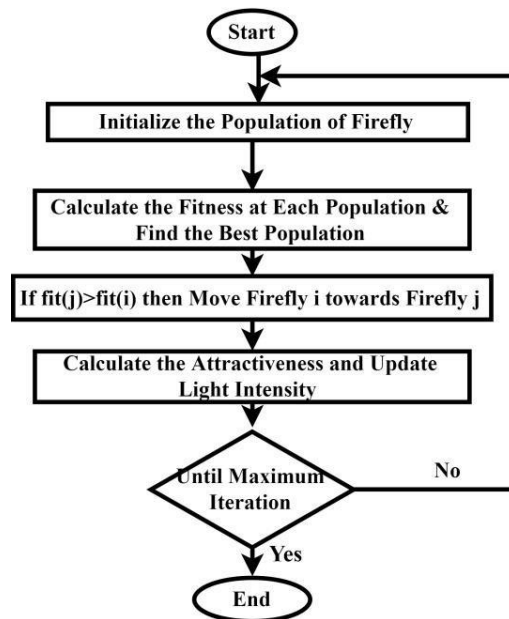 Start
Initialize the Population of Firefly
Calculate the Fitness at Each Population &
Find the Best Population
If fit(j)>fit(i) then Move Firefly i towards Firefly j
Calculate the Attractiveness and Update
Light Intensity
Until Maximum
Iteration
No
Yes
End